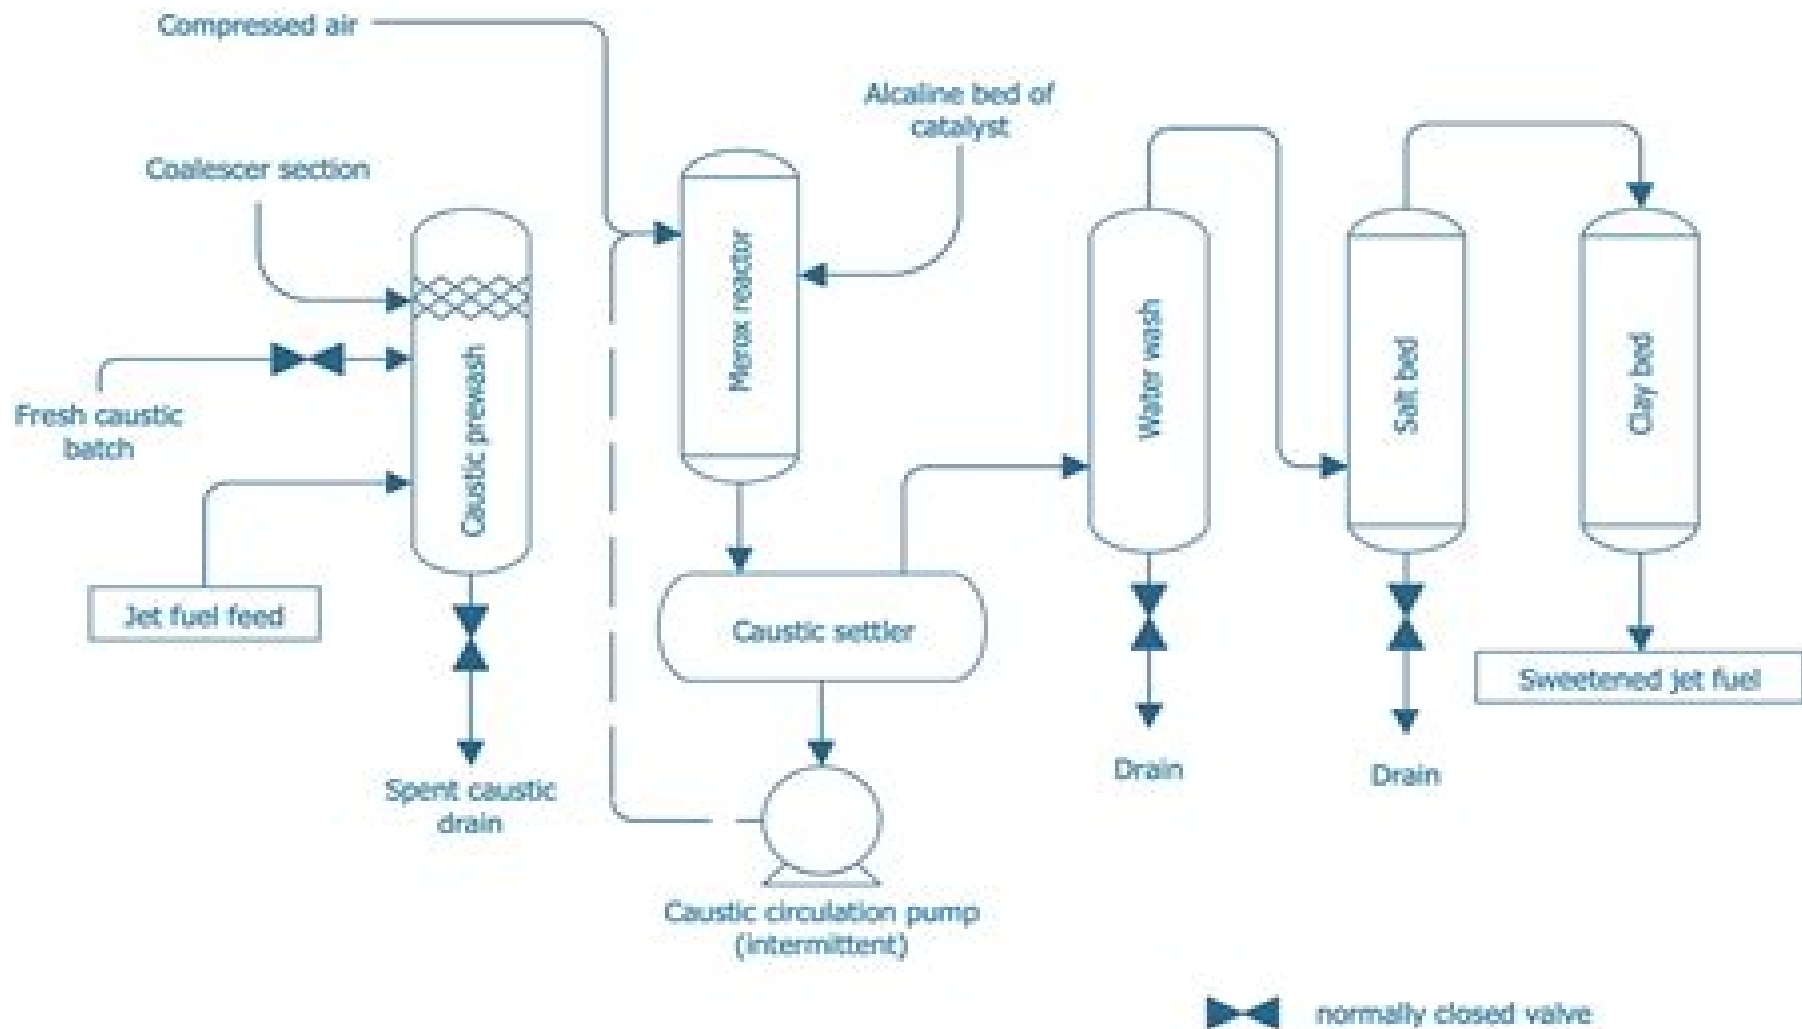 Compressed air
Alcaline bed of
catalyst
Coalescer section
Merox reactor
Caustic prewash
Water wash
Salt bed
Clay bed
Fresh caustic
batch
Jet fuel feed
Caustic settler
Sweetened jet fuel
Spent caustic
drain
Drain
Drain
Caustic circulation pump
(intermittent)
normally closed valve